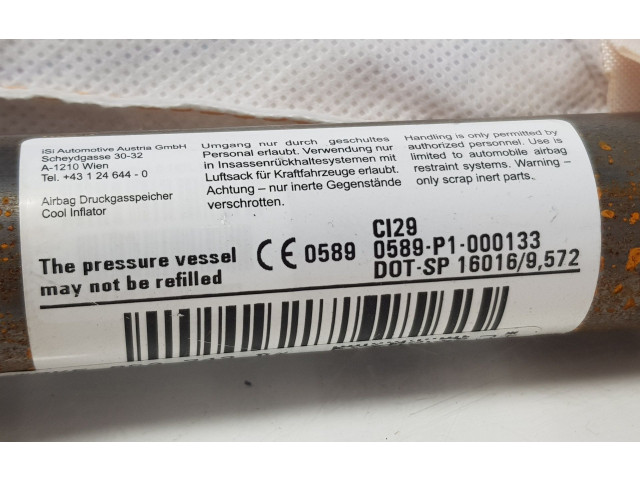 iSi Automotive Austria GmbH
Scheydgasse 30-32
A-1210 Wien
Tel. +43 1 24 644 - 0
Airbag Druckgasspeicher
Cool Inflator
Umgang nur durch geschultes
Personal erlaubt. Verwendung nur
in Insassenrückhaltesystemen mit
Luftsack für Kraftfahrzeuge erlaubt.
Achtung - nur inerte Gegenstände
verschrotten.
Handling is only permitted by
authorized personnel. Use is
limited to automobile airbag
restraint systems. Warning -
only scrap inert parts.
The pressure vessel
may not be refilled
CE 0589
CI29
0589-P1-000133
DOT-SP 16016/9,572